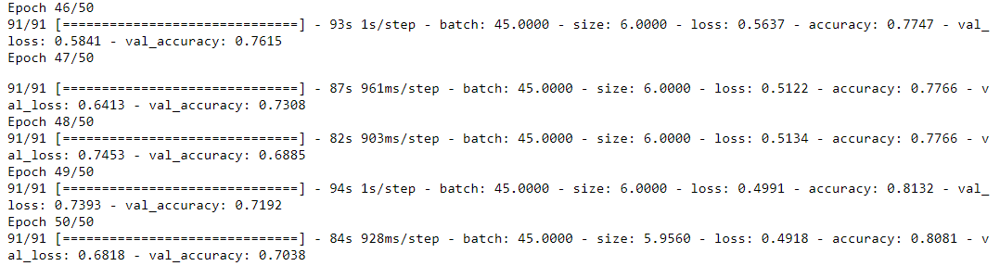 Epoch 46/50
91/91 [==============================] - 93s 1s/step - batch: 45.0000 - size: 6.0000 - loss: 0.5637 - accuracy: 0.7747 - val_
loss: 0.5841 - val_accuracy: 0.7615
Epoch 47/50
91/91 [==============================] - 87s 961ms/step - batch: 45.0000 - size: 6.0000 - loss: 0.5122 - accuracy: 0.7766 - v
al_loss: 0.6413 - val_accuracy: 0.7308
Epoch 48/50
91/91 [==============================] - 82s 903ms/step - batch: 45.0000 - size: 6.0000 - loss: 0.5134 - accuracy: 0.7766 - v
al_loss: 0.7453 - val_accuracy: 0.6885
Epoch 49/50
91/91 [==============================] - 94s 1s/step - batch: 45.0000 - size: 6.0000 - loss: 0.4991 - accuracy: 0.8132 - val_
loss: 0.7393 - val_accuracy: 0.7192
Epoch 50/50
91/91 [==============================] - 84s 928ms/step - batch: 45.0000 - size: 5.9560 - loss: 0.4918 - accuracy: 0.8081 - v
al_loss: 0.6818 - val_accuracy: 0.7038